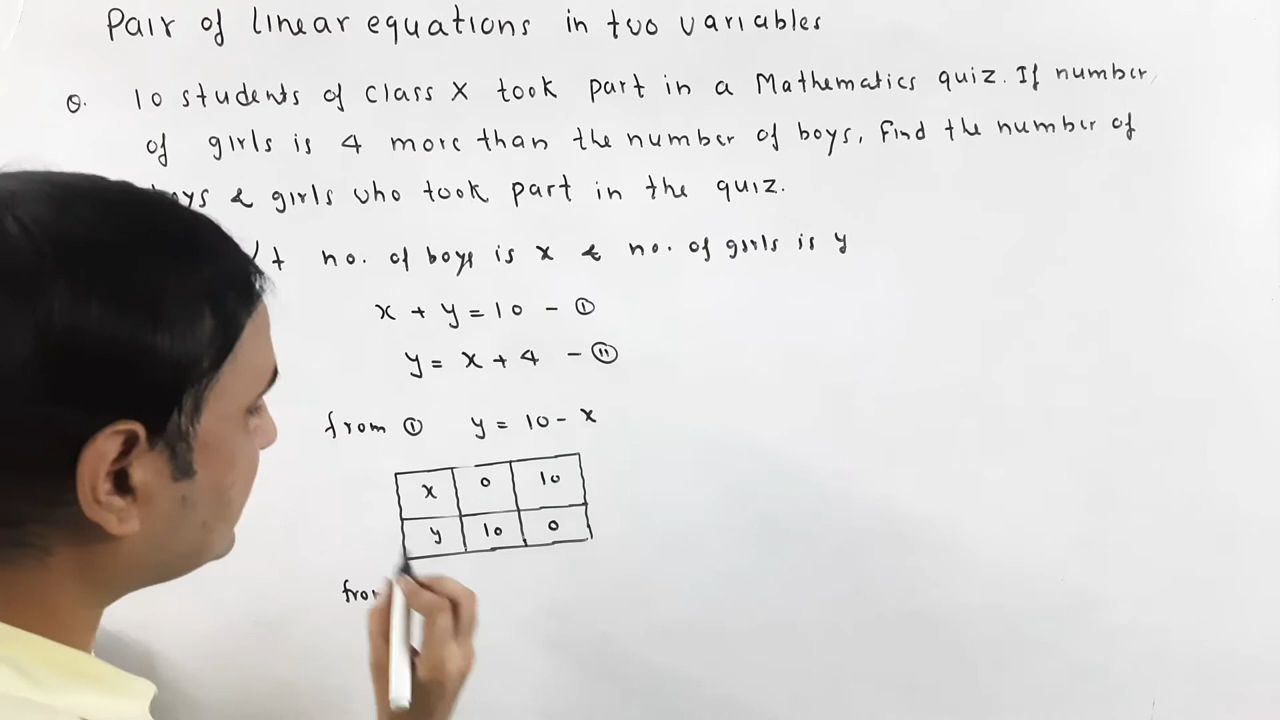 Pair of linear equations in two variables
Q. 10 students of class X took part in a Mathematics quiz. If number
of girls is 4 more than the number of boys, Find the number of
& girls who took part in the quiz.
no. of boys is x & no. of girls is y
x + y = 10 - ①
y = x + 4 - ⑪
from ① y = 10 - x
x 0 10
y 10 0